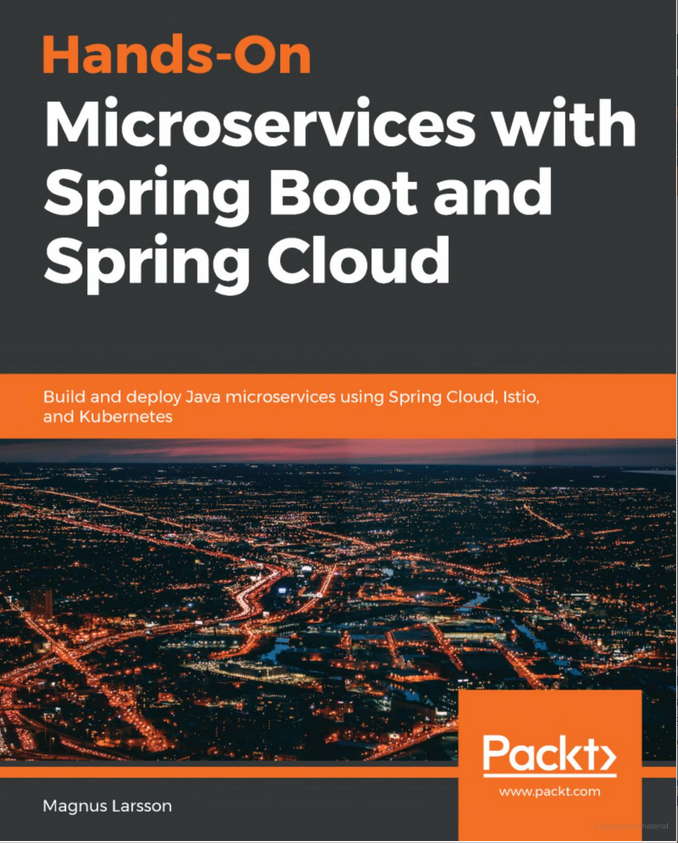 Hands-On
Microservices with
Spring Boot and
Spring Cloud
Build and deploy Java microservices using Spring Cloud, Istio,
and Kubernetes
Packt>
www.packt.com
Magnus Larsson